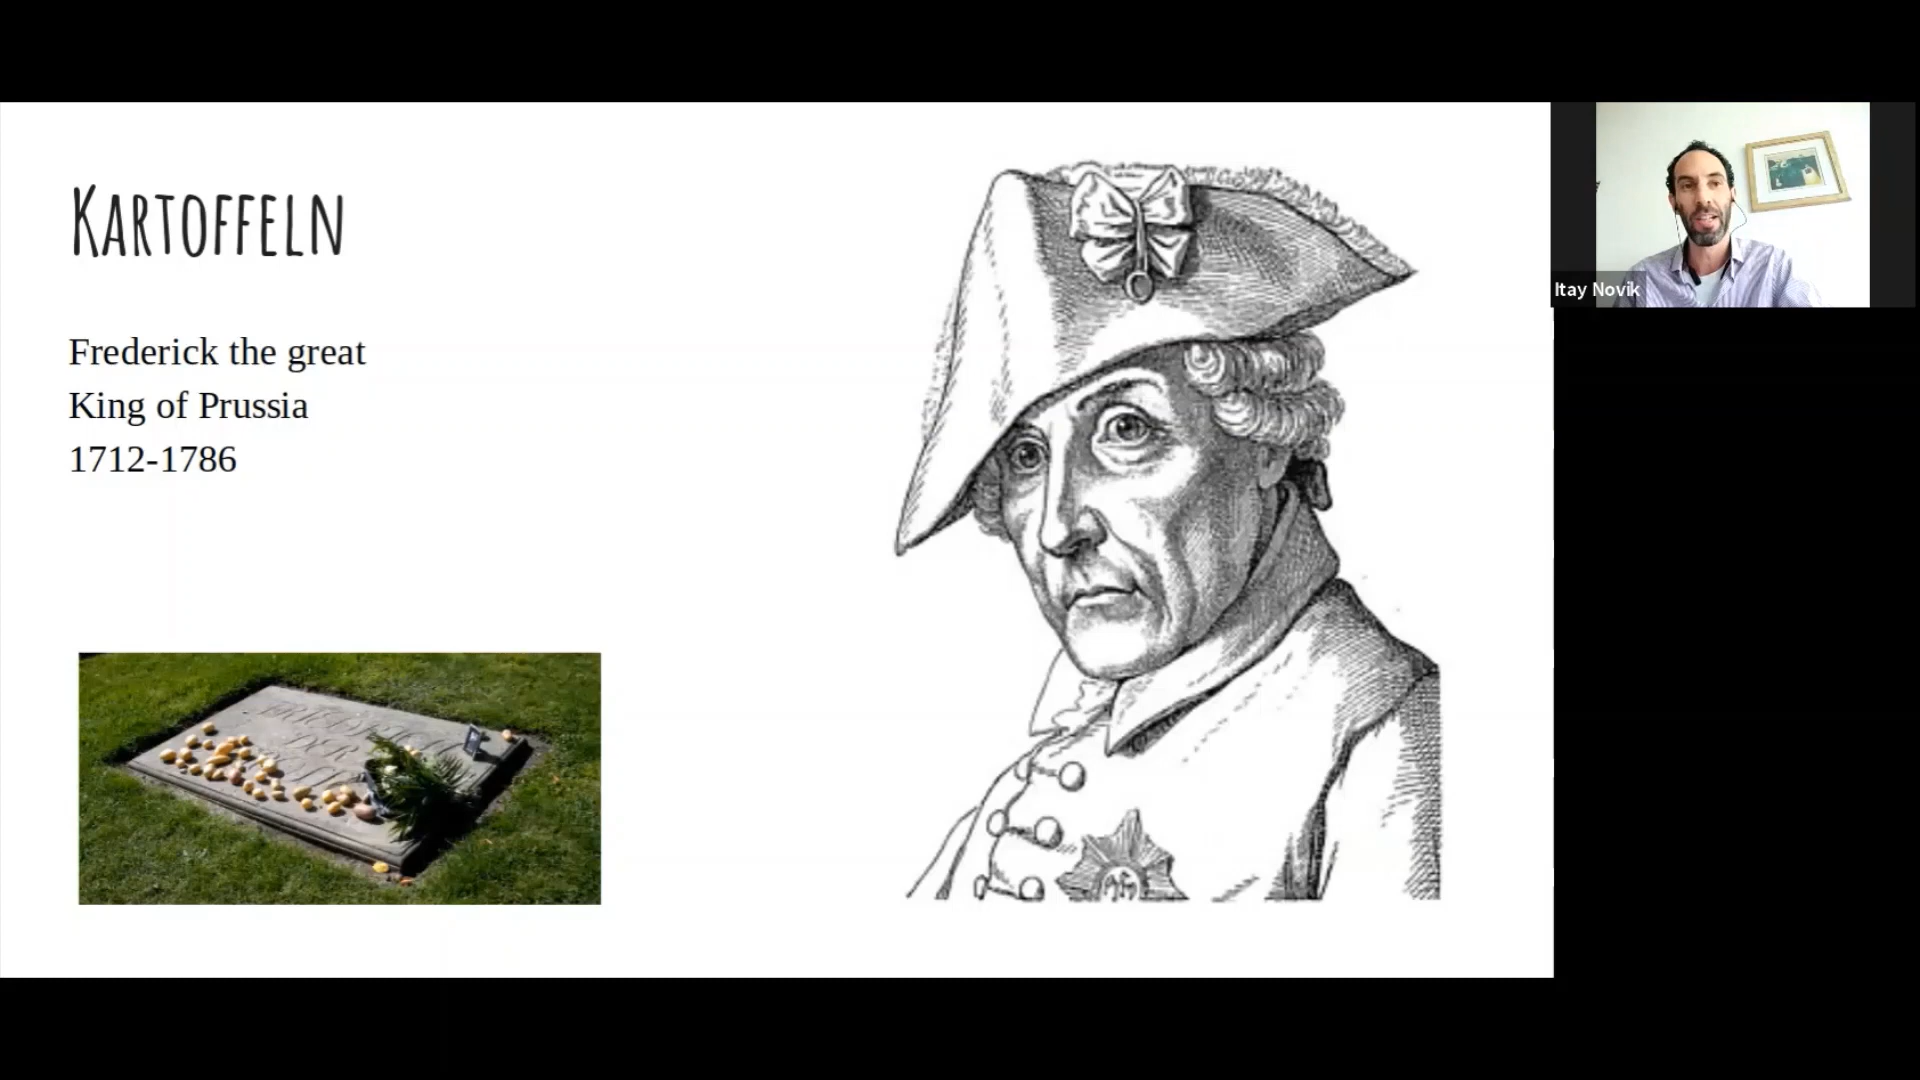 KARTOFFELN
Frederick the great
King of Prussia
1712-1786
Itay Novik